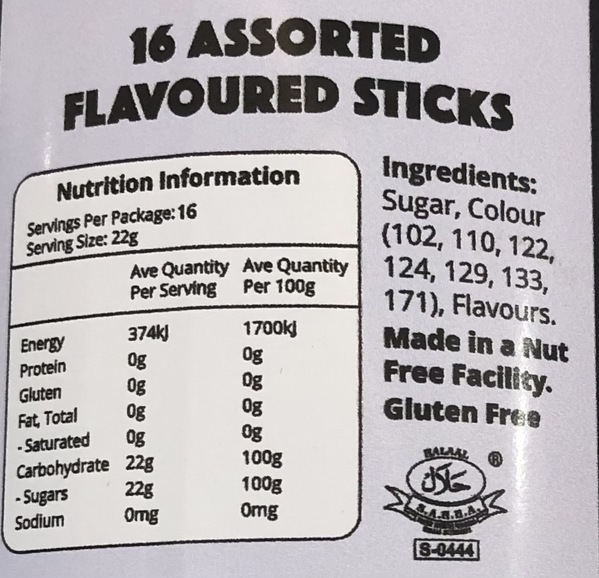 16 ASSORTED
FLAVOURED STICKS
Nutrition Information
Servings Per Package: 16
Serving Size: 22g
Ave Quantity Per Serving Ave Quantity Per 100g
Energy 374kJ 1700kJ
Protein 0g 0g
Gluten 0g 0g
Fat, Total 0g 0g
- Saturated 0g 0g
Carbohydrate 22g 100g
- Sugars 22g 100g
Sodium 0mg 0mg
Ingredients:
Sugar, Colour
(102, 110, 122,
124, 129, 133,
171), Flavours.
Made in a Nut
Free Facility.
Gluten Free
HALAAL ®
حلال
S-0444